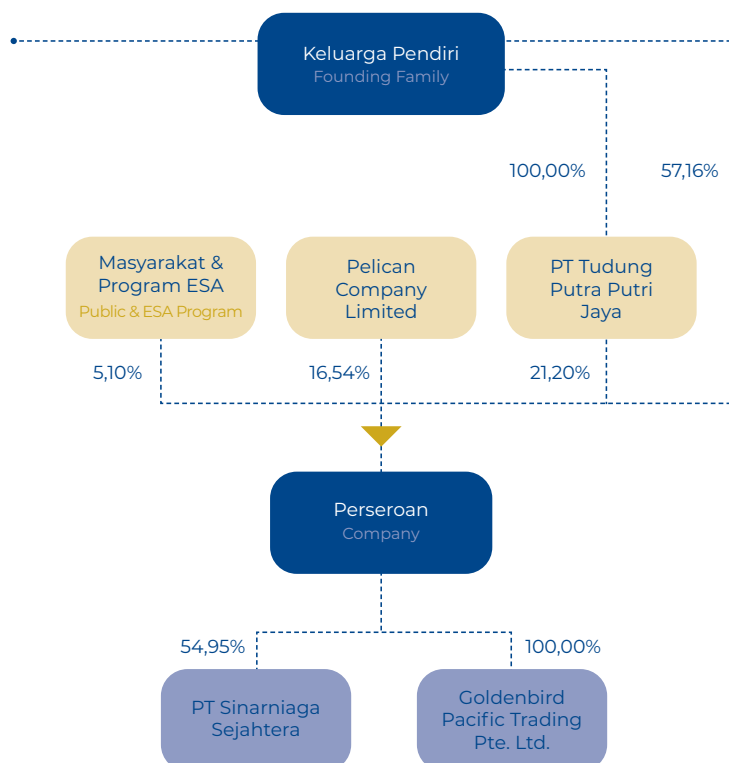 Keluarga Pendiri
Founding Family
100,00%
57,16%
Masyarakat &
Program ESA
Public & ESA Program
Pelican
Company
Limited
PT Tudung
Putra Putri
Jaya
5,10%
16,54%
21,20%
Perseroan
Company
54,95%
100,00%
PT Sinarniaga
Sejahtera
Goldenbird
Pacific Trading
Pte. Ltd.